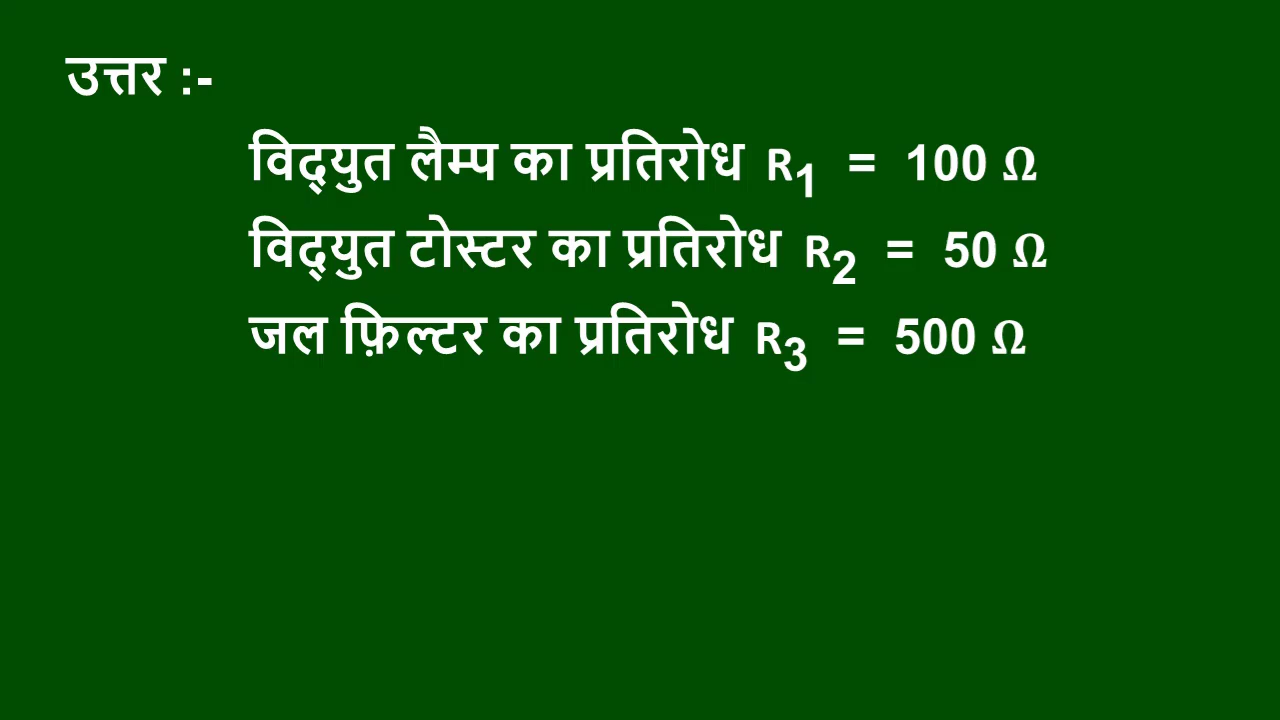 उत्तर :-
विद्युत लैम्प का प्रतिरोध R₁ = 100 Ω
विद्युत टोस्टर का प्रतिरोध R₂ = 50 Ω
जल फ़िल्टर का प्रतिरोध R₃ = 500 Ω